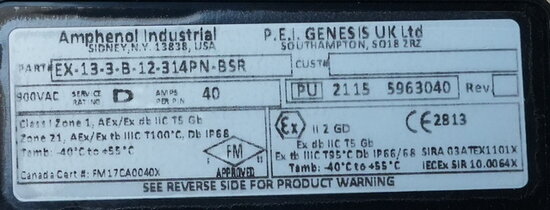 Amphenol Industrial P.E.I. GENESIS UK Ltd
SIDNEY, N.Y. 13838, USA SOUTHAMPTON, SO18 2RZ
PART# EX-13-3-B-12-314PN-BSR CUST#
900VAC SERVICE RATING D AMPS PER PIN 40 PU 2115 5963040 Rev.
Class I Zone 1, AEx/Ex db IIC T5 Gb
Zone 21, AEx/Ex tb IIIC T100°C, Db IP68
Tamb: -40°C to +55°C
Canada Cert #: FM17CA0040X
FM
APPROVED
Ex II 2 GD CE2813
Ex db IIC T5 Gb
Ex tb IIIC T95°C Db IP66/68 SIRA 03ATEX1101X
Tamb: -40°C to +55°C IECEx SIR 10.0064X
SEE REVERSE SIDE FOR PRODUCT WARNING